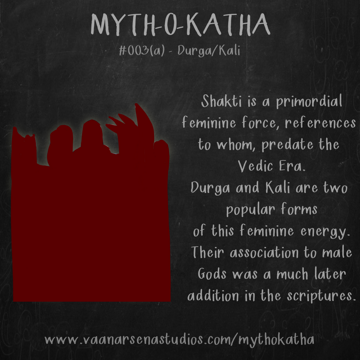 MYTH-O-KATHA
#003(a) - Durga/Kali
Shakti is a primordial
feminine force, references
to whom, predate the
Vedic Era.
Durga and Kali are two
popular forms
of this feminine energy.
Their association to male
Gods was a much later
addition in the scriptures.
www.vaanarsenastudios.com/mythokatha